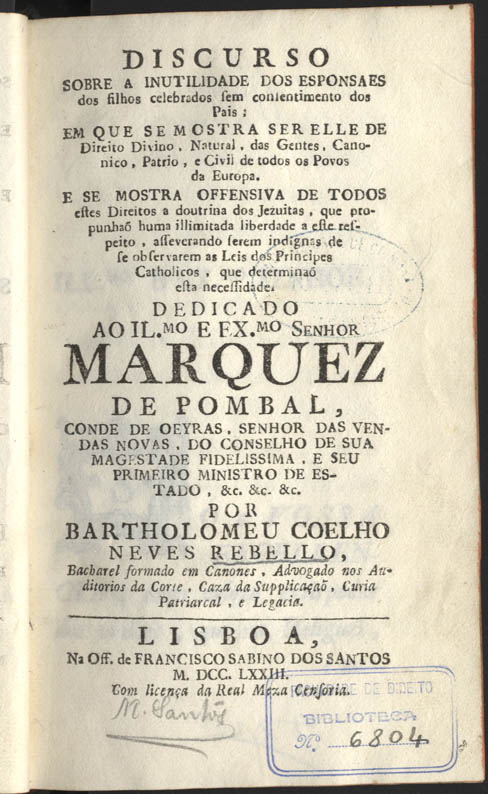 DISCURSO
SOBRE A INUTILIDADE DOS ESPONSAES
dos filhos celebrados ſem conſentimento dos
Pais:
EM QUE SE MOSTRA SER ELLE DE
Direito Divino, Natural, das Gentes, Cano-
nico, Patrio, e Civil de todos os Povos
da Europa.
E SE MOSTRA OFFENSIVA DE TODOS
eſtes Direitos a doutrina dos Jezuitas, que pro-
punhaõ huma illimitada liberdade a eſte reſ-
peito, aſſeverando ſerem indignas de
ſe obſervarem as Leis dos Principes
Catholicos, que determinaõ
eſta neceſſidade.
DEDICADO
AO IL.MO E EX.MO SENHOR
MARQUEZ
DE POMBAL,
CONDE DE OEYRAS, SENHOR DAS VEN-
DAS NOVAS, DO CONSELHO DE SUA
MAGESTADE FIDELISSIMA, E SEU
PRIMEIRO MINISTRO DE ES-
TADO, &c. &c. &c.
POR
BARTHOLOMEU COELHO
NEVES REBELLO,
Bacharel formado em Canones, Advogado nos Au-
ditorios da Corte, Caza da Supplicaçaõ, Curia
Patriarcal, e Legacia.
LISBOA,
Na Off. de FRANCISCO SABINO DOS SANTOS
M. DCC. LXXIII.
Com licença da Real Meza Cenſoria.
M. Santos
DE DIREITO
BIBLIOTECA
Nº. 6804